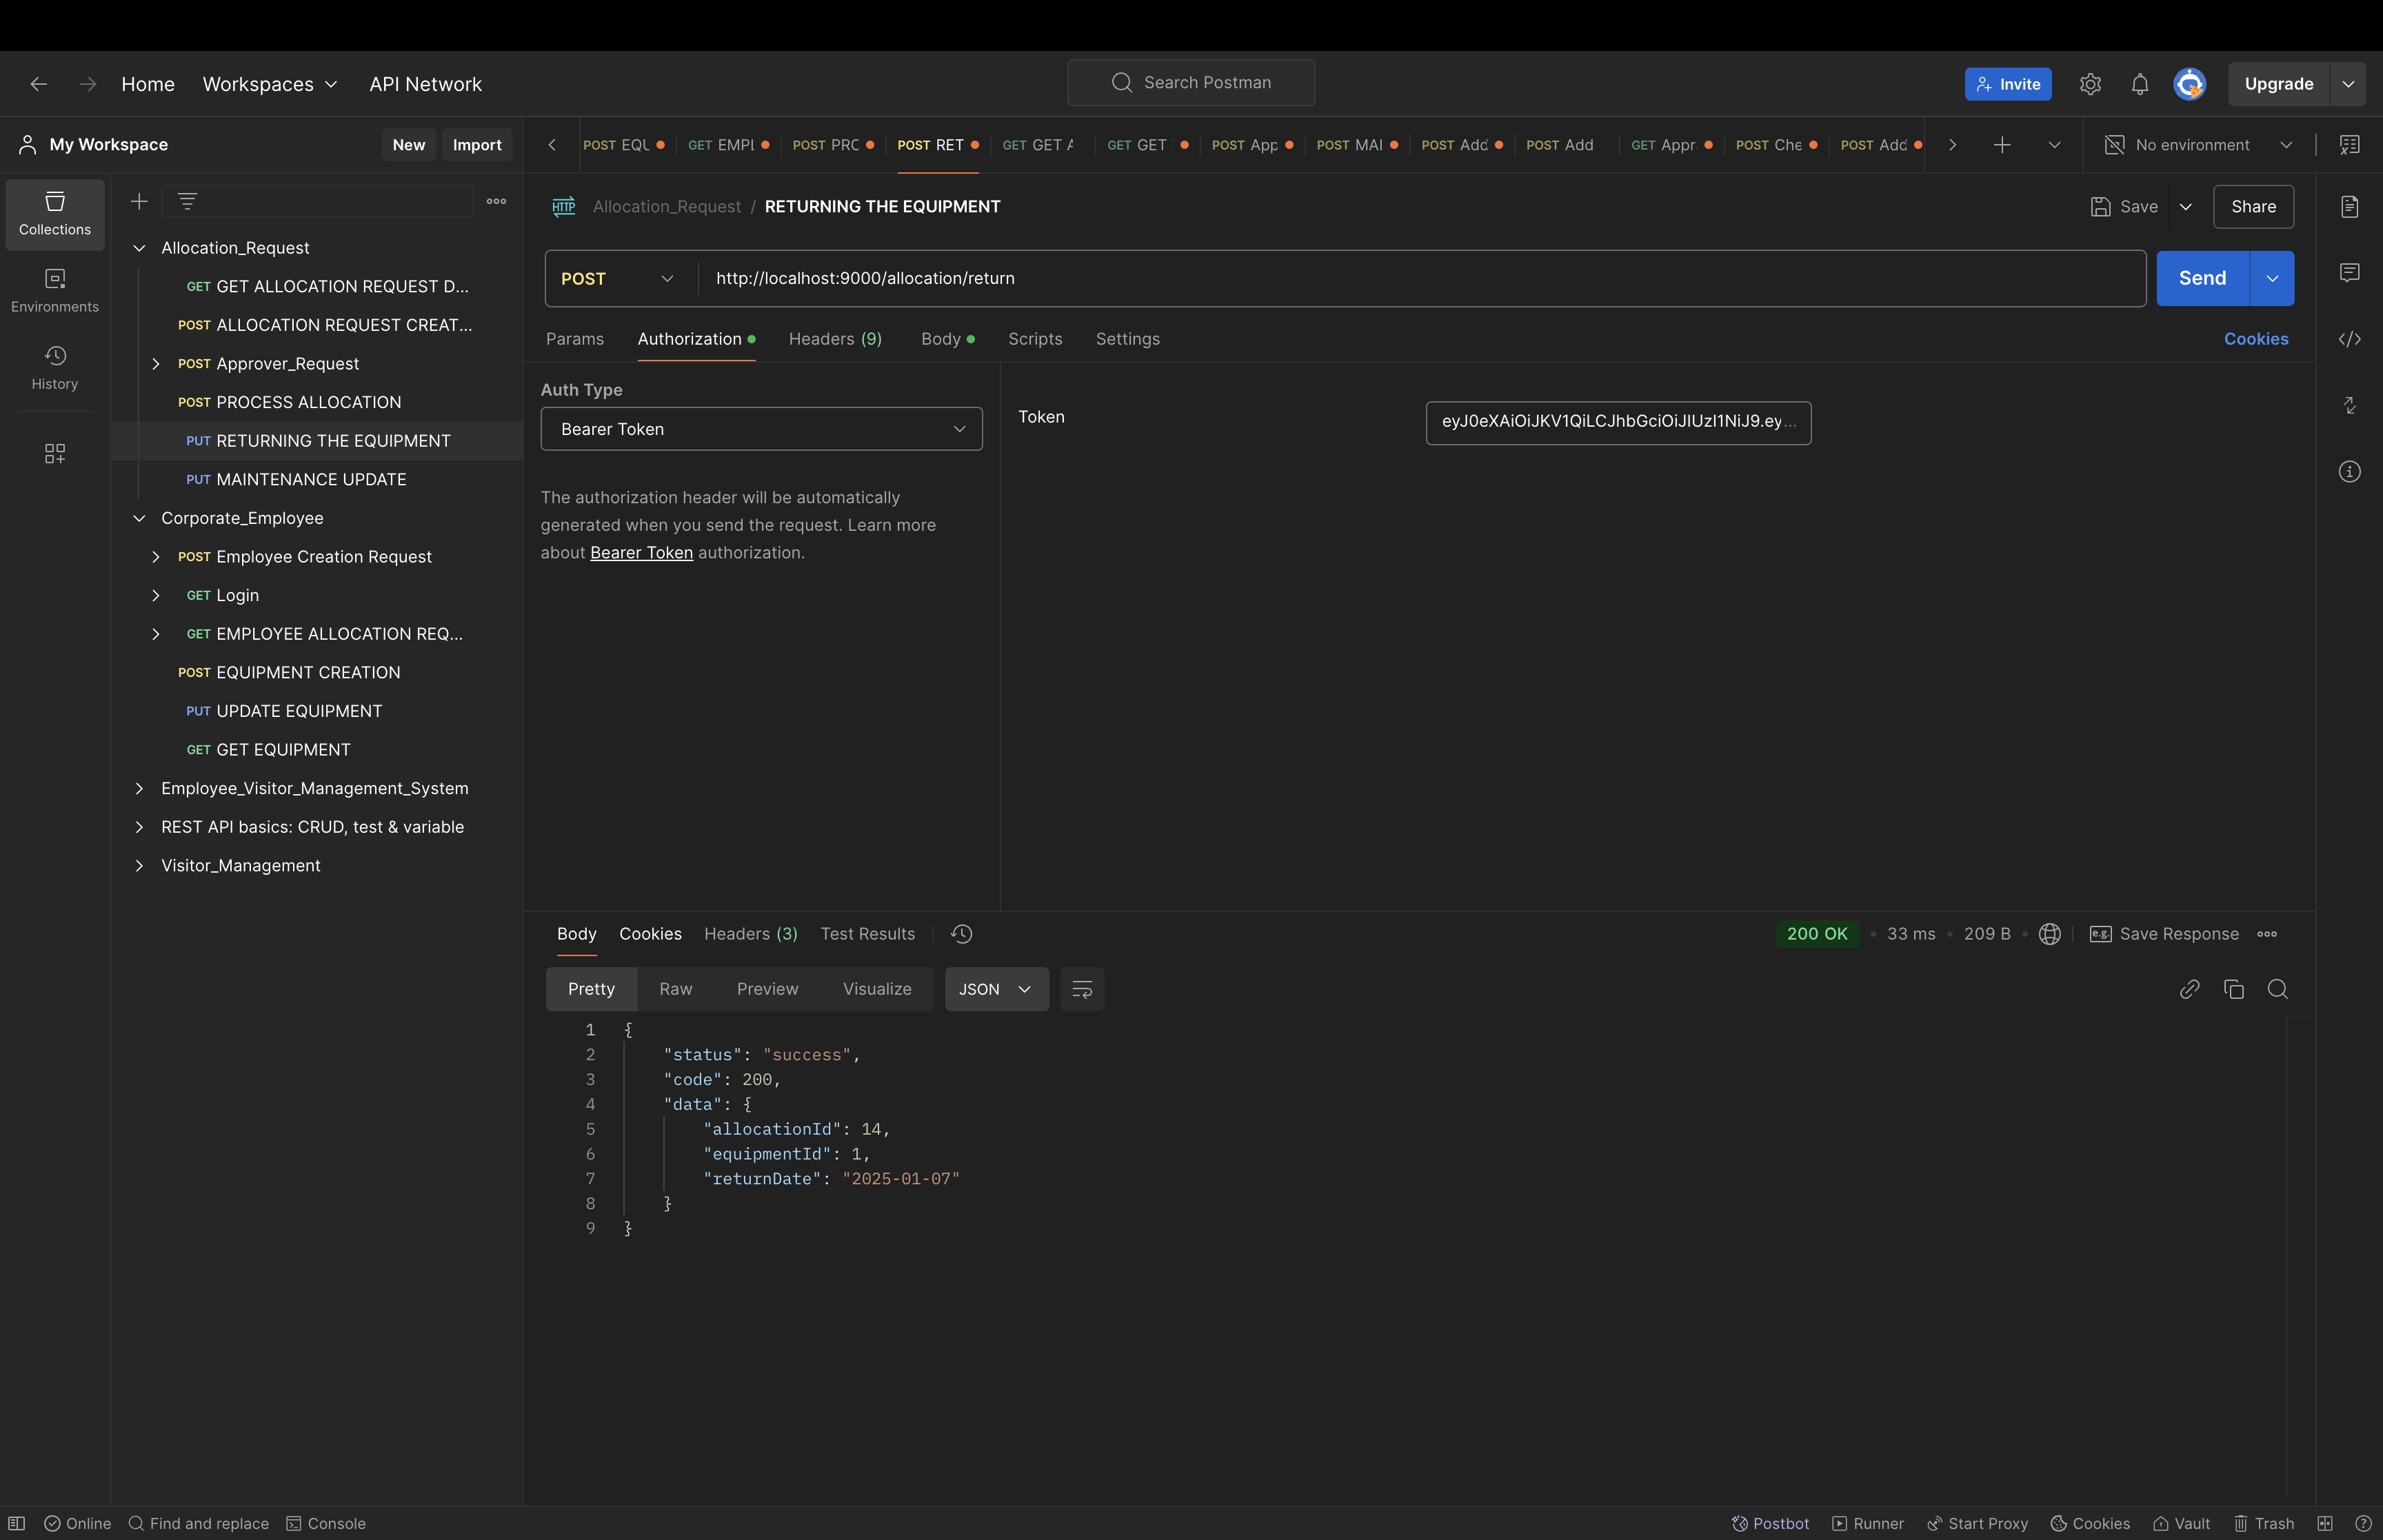 Home Workspaces API Network Search Postman Invite Upgrade
My Workspace New Import
POST EQU GET EMPL POST PRC POST RET GET GET A GET GET POST App POST MAI POST Add POST Add GET Appr POST Che POST Add No environment
Collections
Environments
History
Allocation_Request
GET GET ALLOCATION REQUEST D...
POST ALLOCATION REQUEST CREAT...
POST Approver_Request
POST PROCESS ALLOCATION
PUT RETURNING THE EQUIPMENT
PUT MAINTENANCE UPDATE
Corporate_Employee
POST Employee Creation Request
GET Login
GET EMPLOYEE ALLOCATION REQ...
POST EQUIPMENT CREATION
PUT UPDATE EQUIPMENT
GET GET EQUIPMENT
Employee_Visitor_Management_System
REST API basics: CRUD, test & variable
Visitor_Management
HTTP Allocation_Request / RETURNING THE EQUIPMENT Save Share
POST http://localhost:9000/allocation/return Send
Params Authorization Headers (9) Body Scripts Settings Cookies
Auth Type
Bearer Token
The authorization header will be automatically
generated when you send the request. Learn more
about Bearer Token authorization.
Token eyJ0eXAiOiJKV1QiLCJhbGciOiJIUzI1NiJ9.ey...
Body Cookies Headers (3) Test Results 200 OK 33 ms 209 B e.g. Save Response
Pretty Raw Preview Visualize JSON
1 {
2 "status": "success",
3 "code": 200,
4 "data": {
5 "allocationId": 14,
6 "equipmentId": 1,
7 "returnDate": "2025-01-07"
8 }
9 }
Online Find and replace Console Postbot Runner Start Proxy Cookies Vault Trash